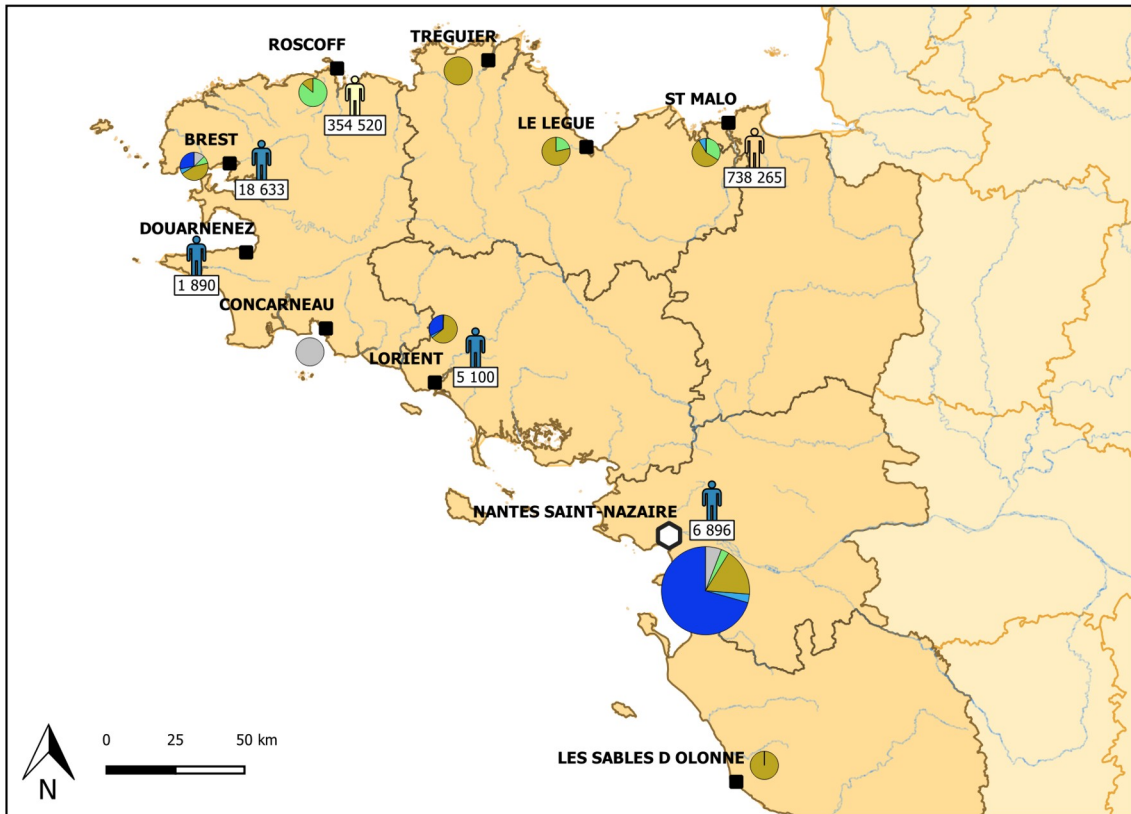 TREGUIER
ROSCOFF
ST MALO
354 520
LE LEGUE
BREST
738 265
18 633
DOUARNENEZ
1 890
CONCARNEAU
LORIENT
5 100
NANTES SAINT-NAZAIRE
6 896
0 25 50 km
LES SABLES D OLONNE
N